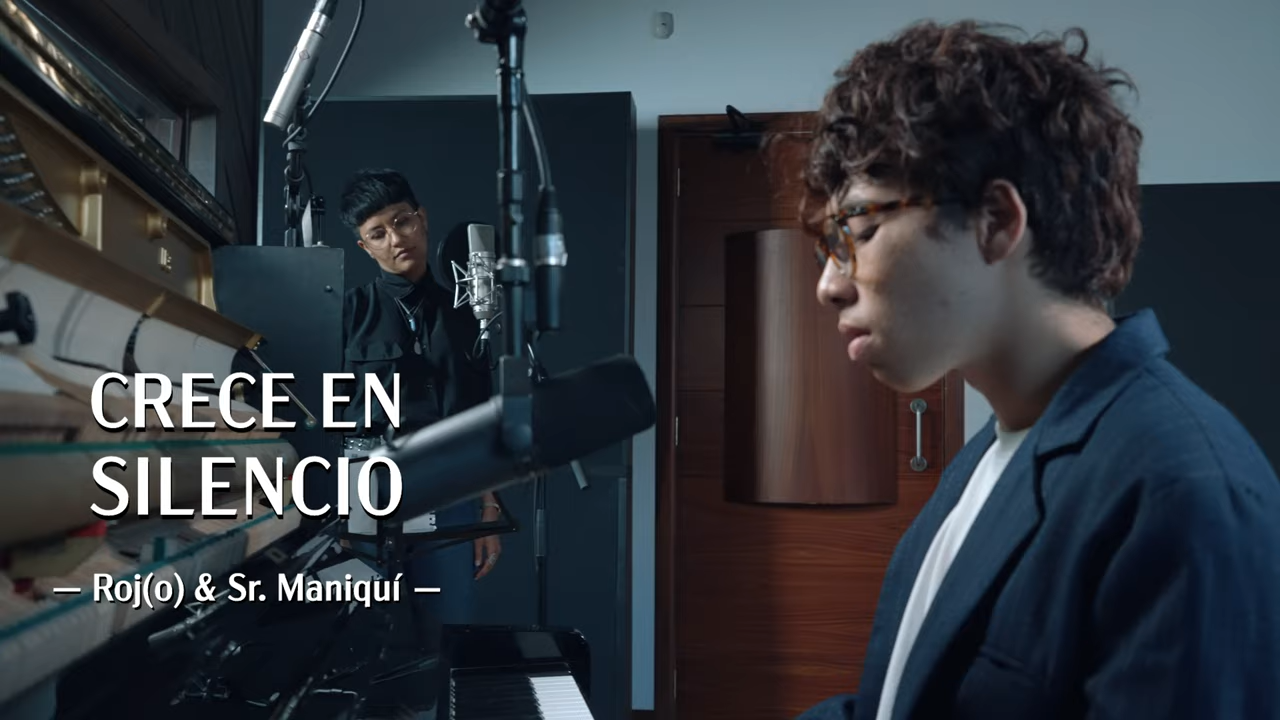 CRECE EN
SILENCIO
— Roj(o) & Sr. Maniquí —